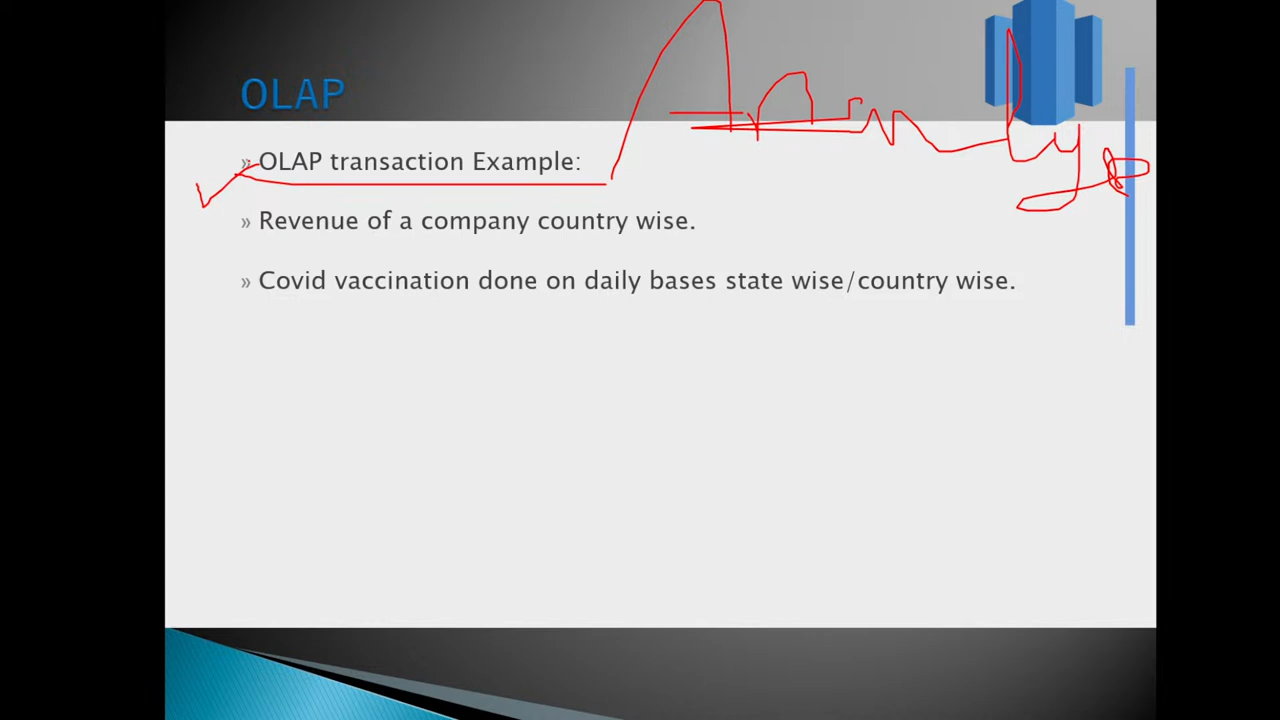 OLAP
» OLAP transaction Example:
» Revenue of a company country wise.
» Covid vaccination done on daily bases state wise/country wise.